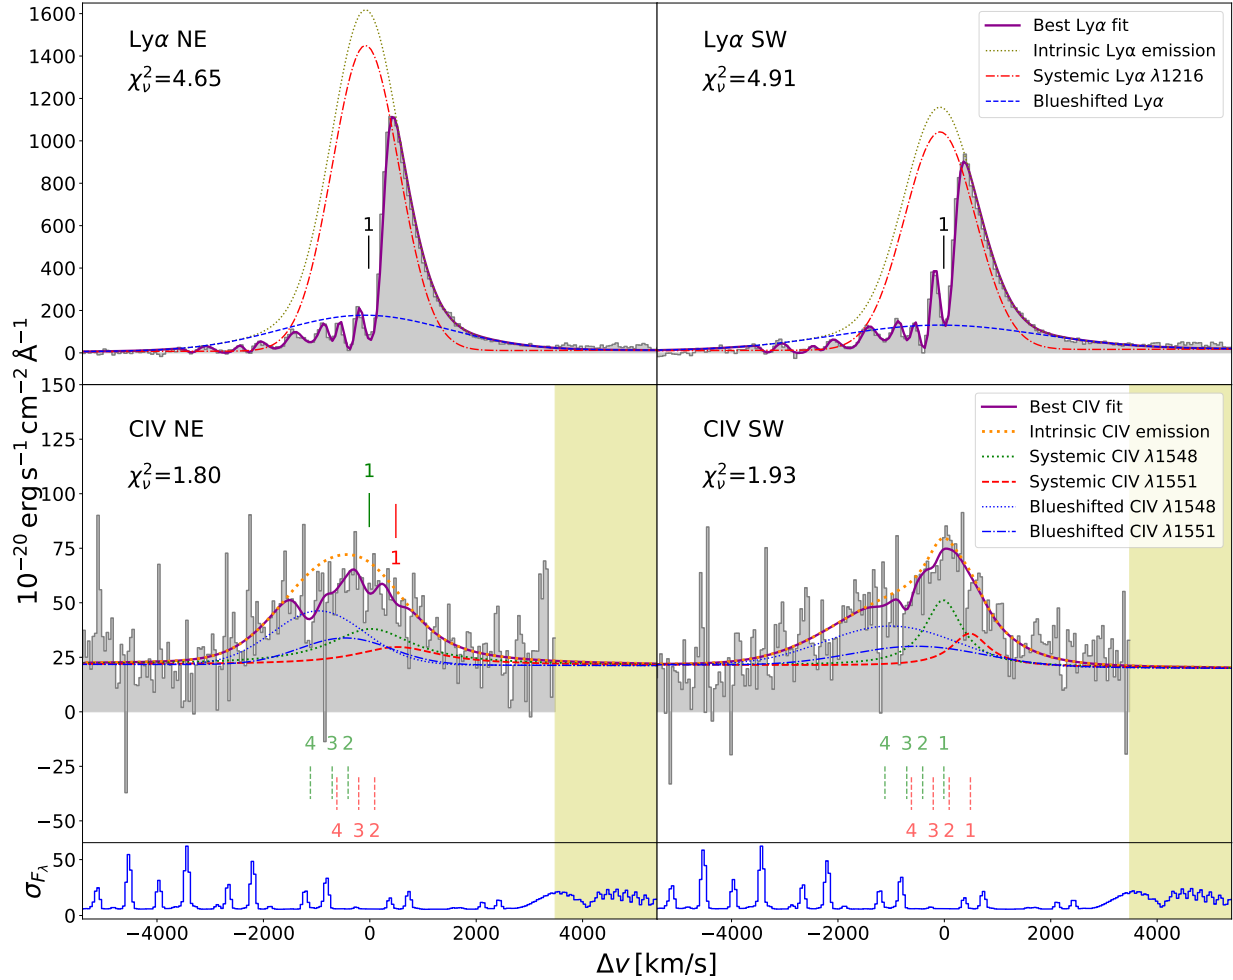 Lyα NE
χ²ᵥ=4.65
1
1600
1400
1200
1000
800
600
400
200
0
Lyα SW
χ²ᵥ=4.91
1
Best Lyα fit
Intrinsic Lyα emission
Systemic Lyα λ1216
Blueshifted Lyα
10⁻²⁰ erg s⁻¹ cm⁻² Å⁻¹
CIV NE
χ²ᵥ=1.80
1
1
150
125
100
75
50
25
0
−25
−50
4 3 2
4 3 2
CIV SW
χ²ᵥ=1.93
Best CIV fit
Intrinsic CIV emission
Systemic CIV λ1548
Systemic CIV λ1551
Blueshifted CIV λ1548
Blueshifted CIV λ1551
4 3 2 1
4 3 2 1
σ_Fλ
50
0
−4000 −2000 0 2000 4000
−4000 −2000 0 2000 4000
Δv [km/s]